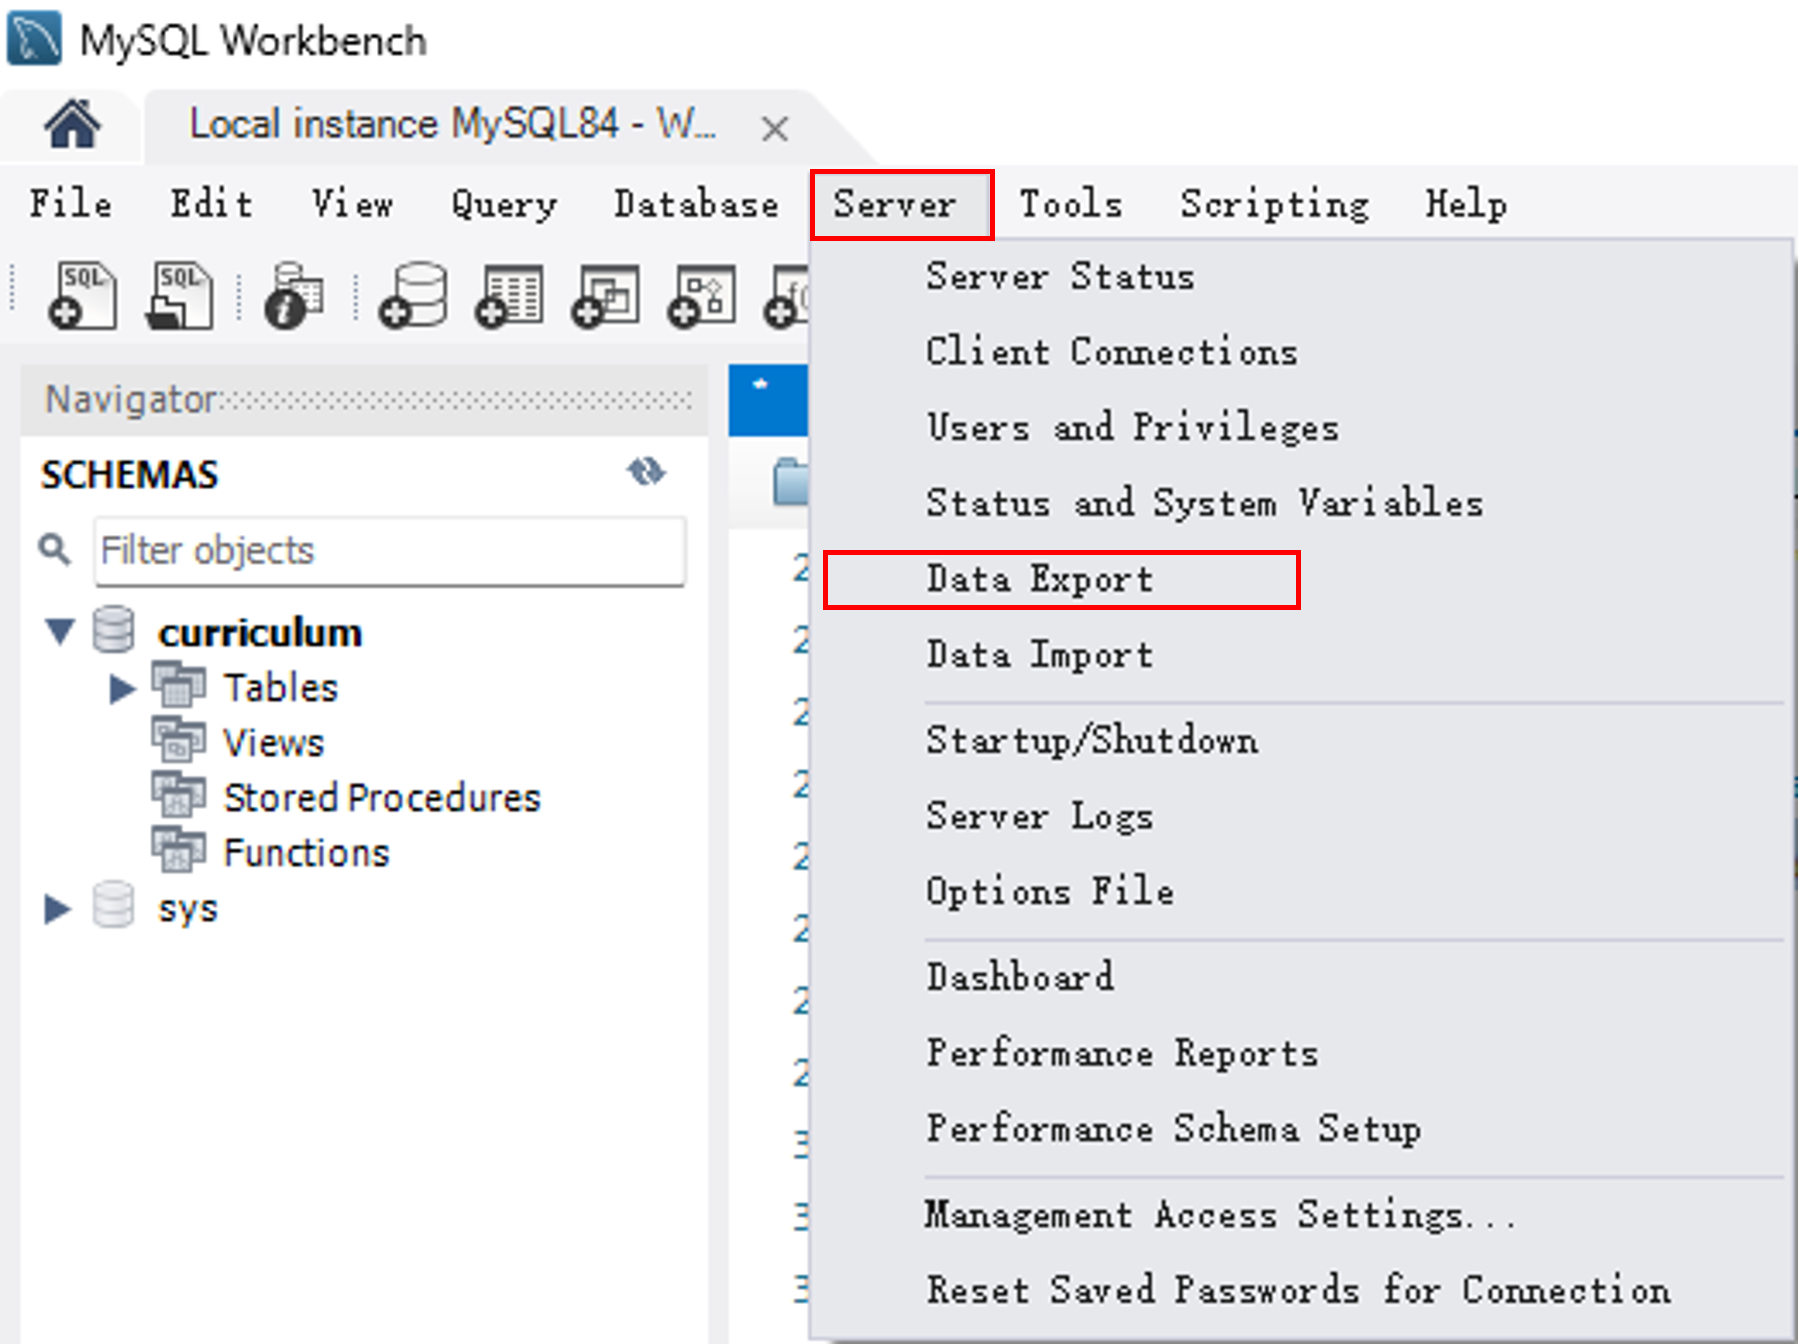 MySQL Workbench
Local instance MySQL84 - W...
File Edit View Query Database Server Tools Scripting Help
SQL SQL
Navigator
SCHEMAS
Filter objects
curriculum
Tables
Views
Stored Procedures
Functions
sys
*
Server Status
Client Connections
Users and Privileges
Status and System Variables
Data Export
Data Import
Startup/Shutdown
Server Logs
Options File
Dashboard
Performance Reports
Performance Schema Setup
Management Access Settings...
Reset Saved Passwords for Connection